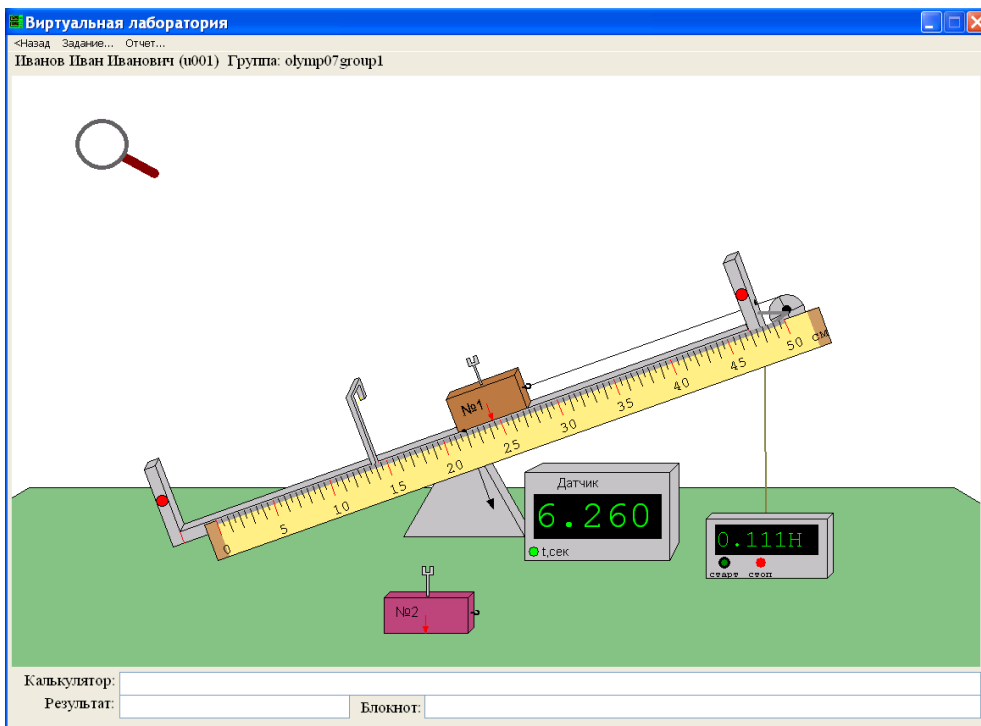 Виртуальная лаборатория
<Назад Задание... Отчет...
Иванов Иван Иванович (u001) Группа: olymp07group1
№1
0 5 10 15 20 25 30 35 40 45 50 см
Датчик
6.260
t,сек
0.111Н
старт стоп
№2
Калькулятор:
Результат: Блокнот: